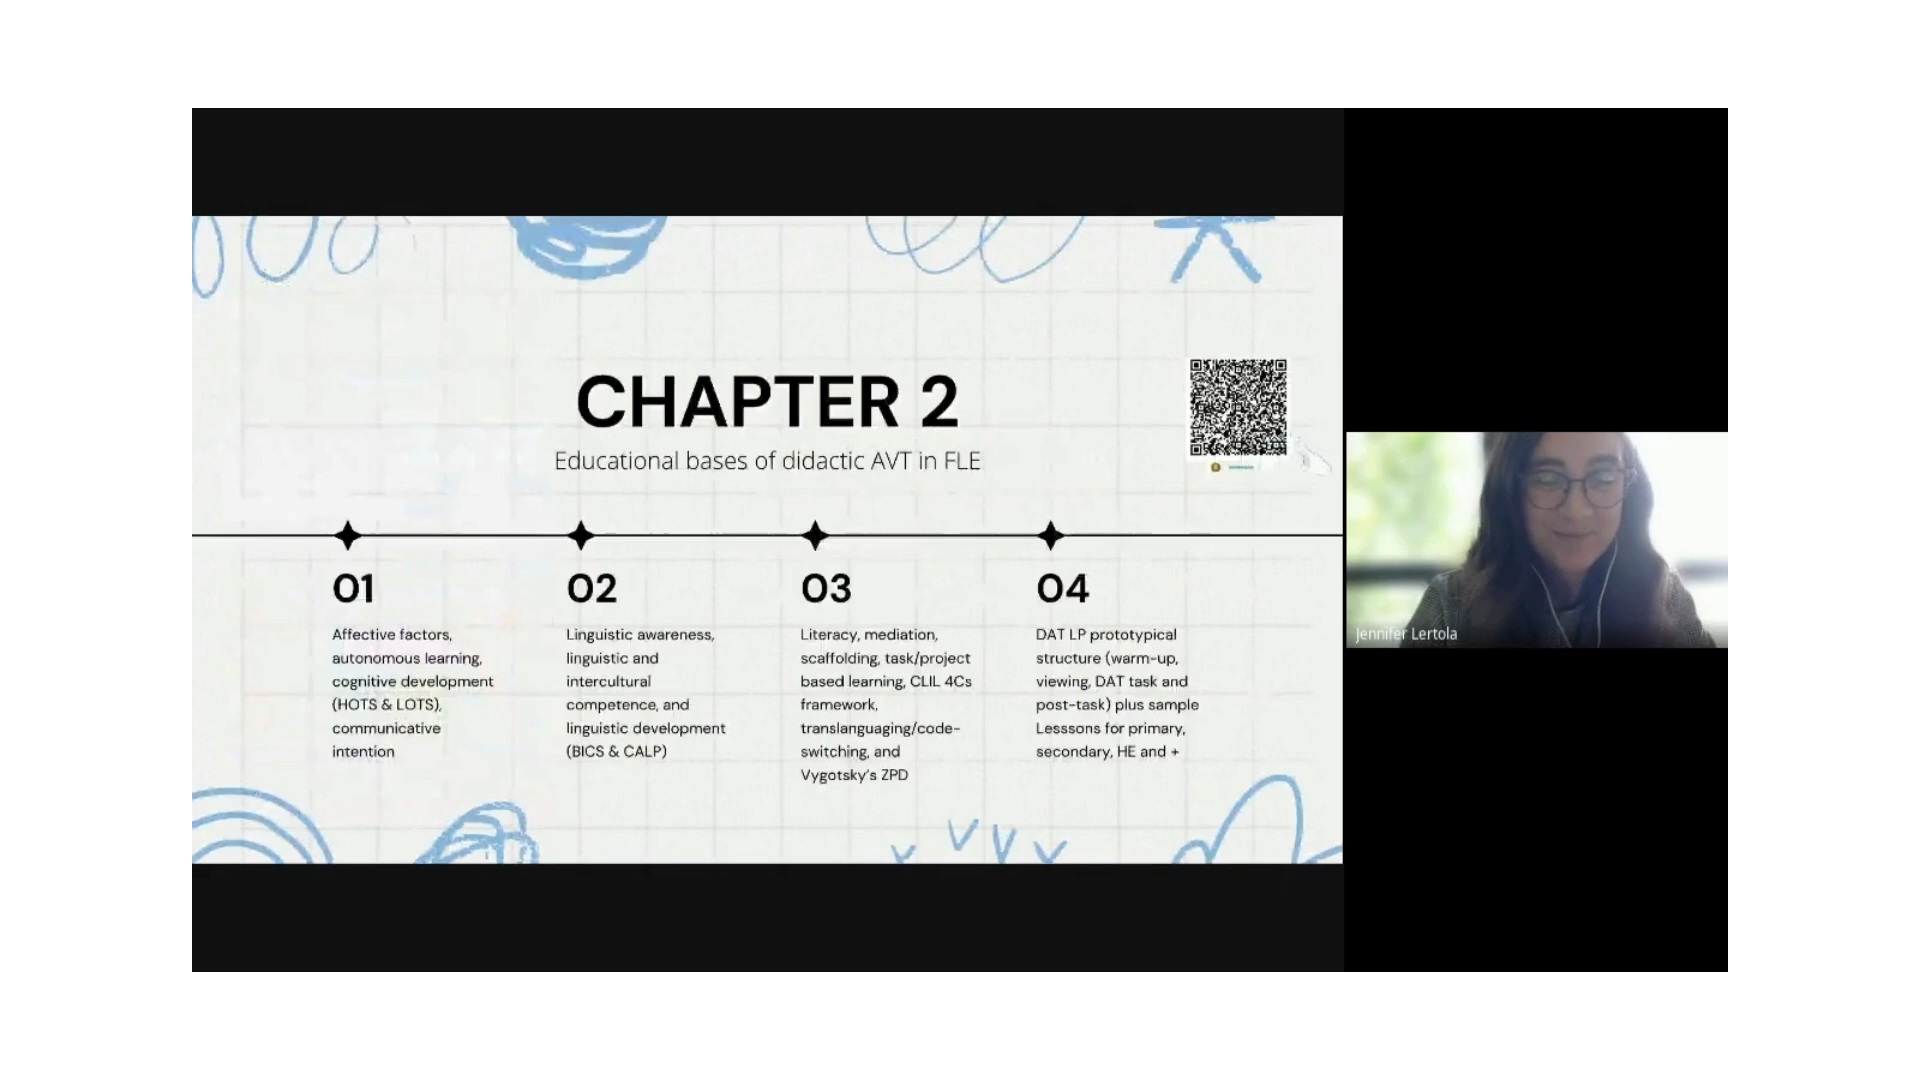 CHAPTER 2
Educational bases of didactic AVT in FLE
01
Affective factors,
autonomous learning,
cognitive development
(HOTS & LOTS),
communicative
intention
02
Linguistic awareness,
linguistic and
intercultural
competence, and
linguistic development
(BICS & CALP)
03
Literacy, mediation,
scaffolding, task/project
based learning, CLIL 4Cs
framework,
translanguaging/code-
switching, and
Vygotsky's ZPD
04
DAT LP prototypical
structure (warm-up,
viewing, DAT task and
post-task) plus sample
Lesssons for primary,
secondary, HE and +
Jennifer Lertola